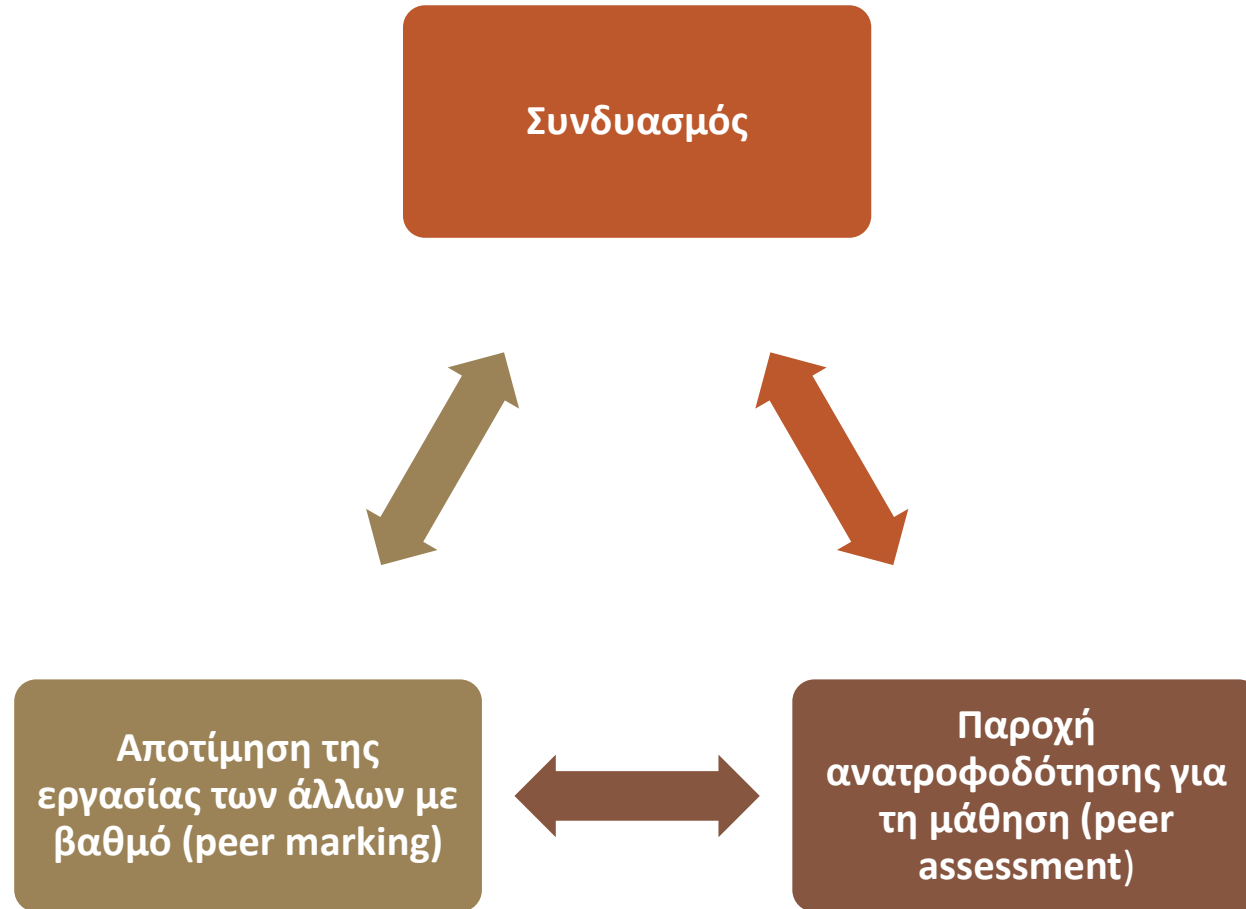 Συνδυασμός
Αποτίμηση της
εργασίας των άλλων με
βαθμό (peer marking)
Παροχή
ανατροφοδότησης για
τη μάθηση (peer
assessment)